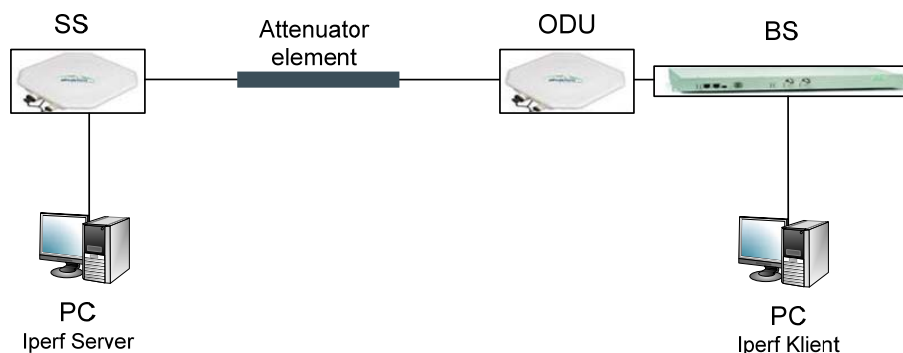 SS
Attenuator
element
ODU
BS
PC
Iperf Server
PC
Iperf Klient